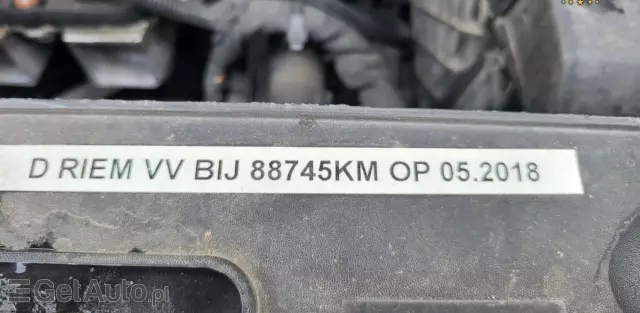 D RIEM VV BIJ 88745KM OP 05.2018
GetAuto.pl